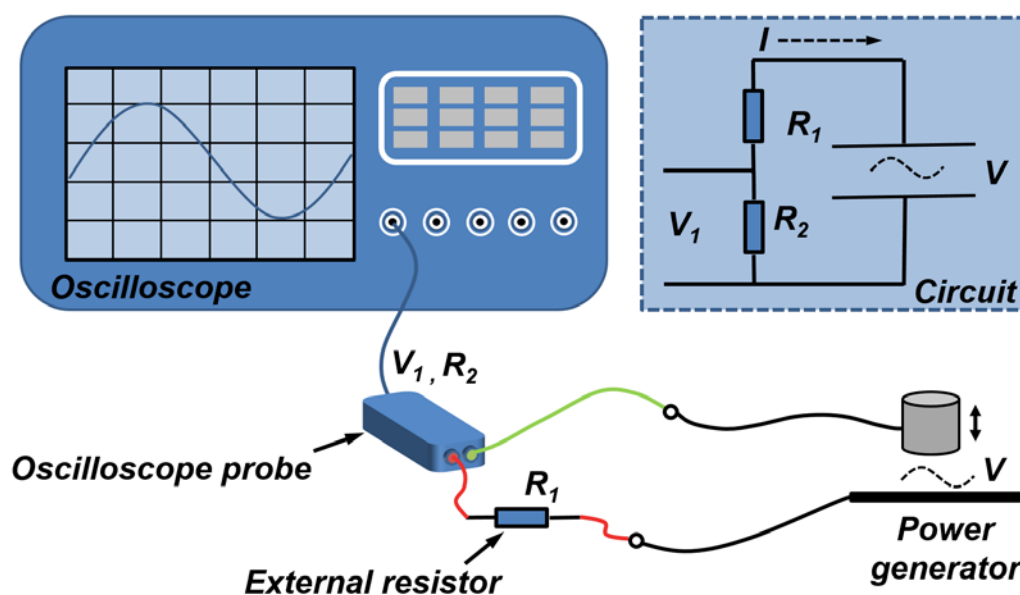 Oscilloscope
I
R1
V
V1
R2
Circuit
V1, R2
Oscilloscope probe
R1
External resistor
V
Power
generator